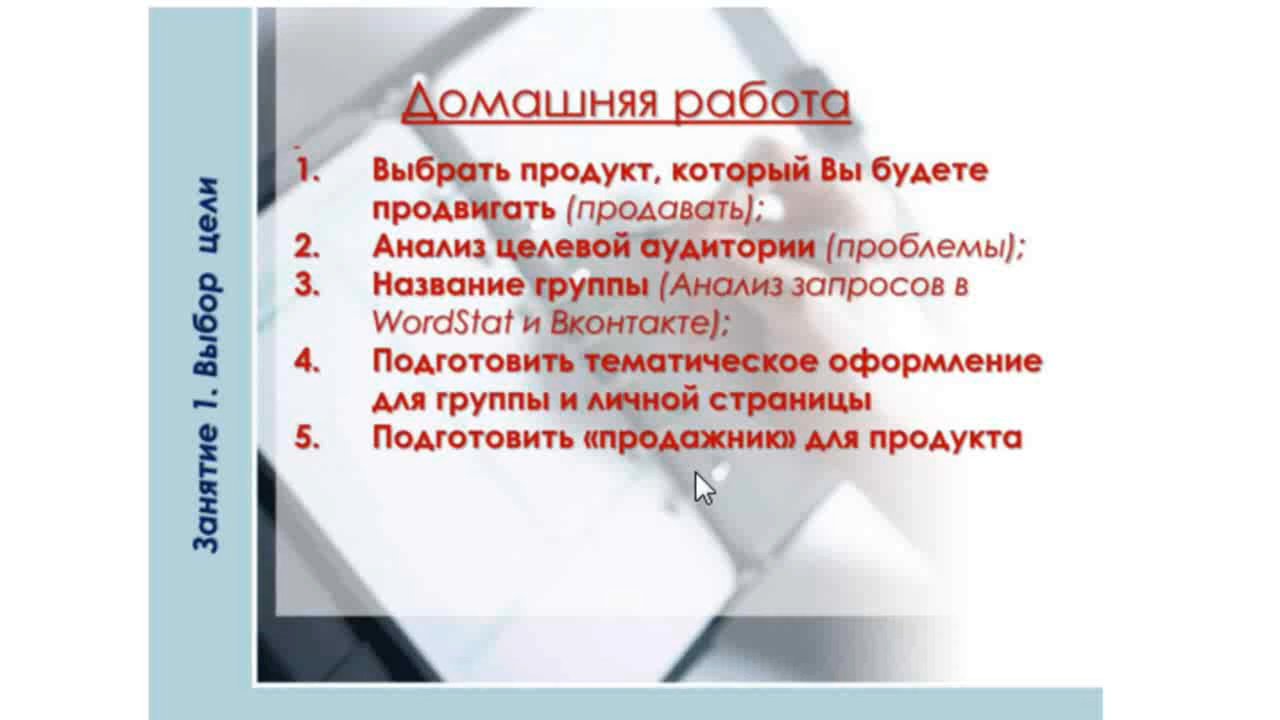 Занятие 1. Выбор цели
Домашняя работа
1. Выбрать продукт, который Вы будете
продвигать (продавать);
2. Анализ целевой аудитории (проблемы);
3. Название группы (Анализ запросов в
WordStat и Вконтакте);
4. Подготовить тематическое оформление
для группы и личной страницы
5. Подготовить «продажник» для продукта